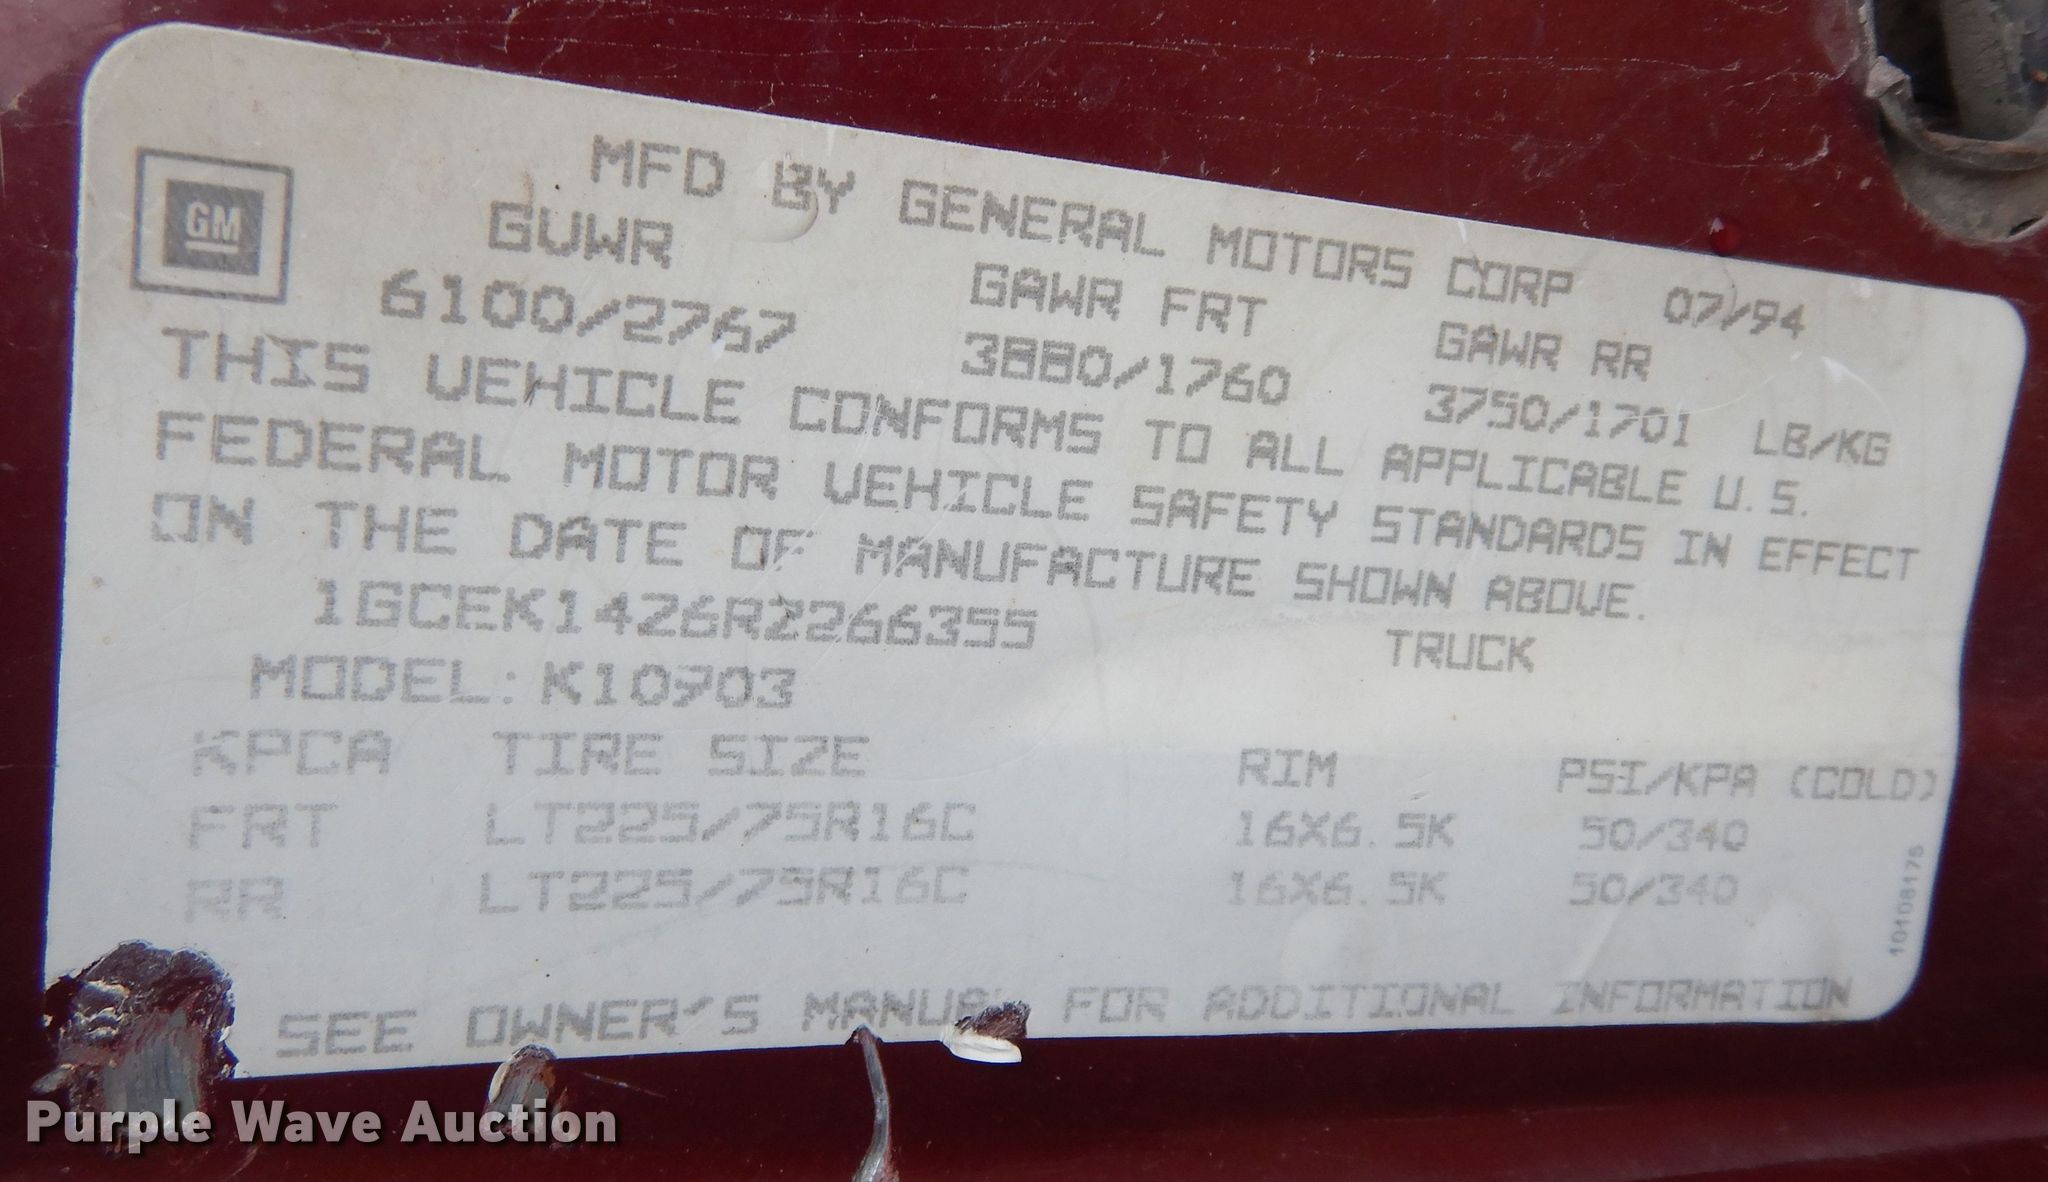 GM
MFD BY GENERAL MOTORS CORP 07/94
GVWR GAWR FRT GAWR RR
6100/2767 3880/1760 3750/1701 LB/KG
THIS VEHICLE CONFORMS TO ALL APPLICABLE U.S.
FEDERAL MOTOR VEHICLE SAFETY STANDARDS IN EFFECT
ON THE DATE OF MANUFACTURE SHOWN ABOVE.
1GCEK14Z6RZ266355 TRUCK
MODEL: K10903
KPCA TIRE SIZE RIM PSI/KPA (COLD)
FRT LT225/75R16C 16X6.5K 50/340
RR LT225/75R16C 16X6.5K 50/340
SEE OWNER'S MANUAL FOR ADDITIONAL INFORMATION
10108175
Purple Wave Auction